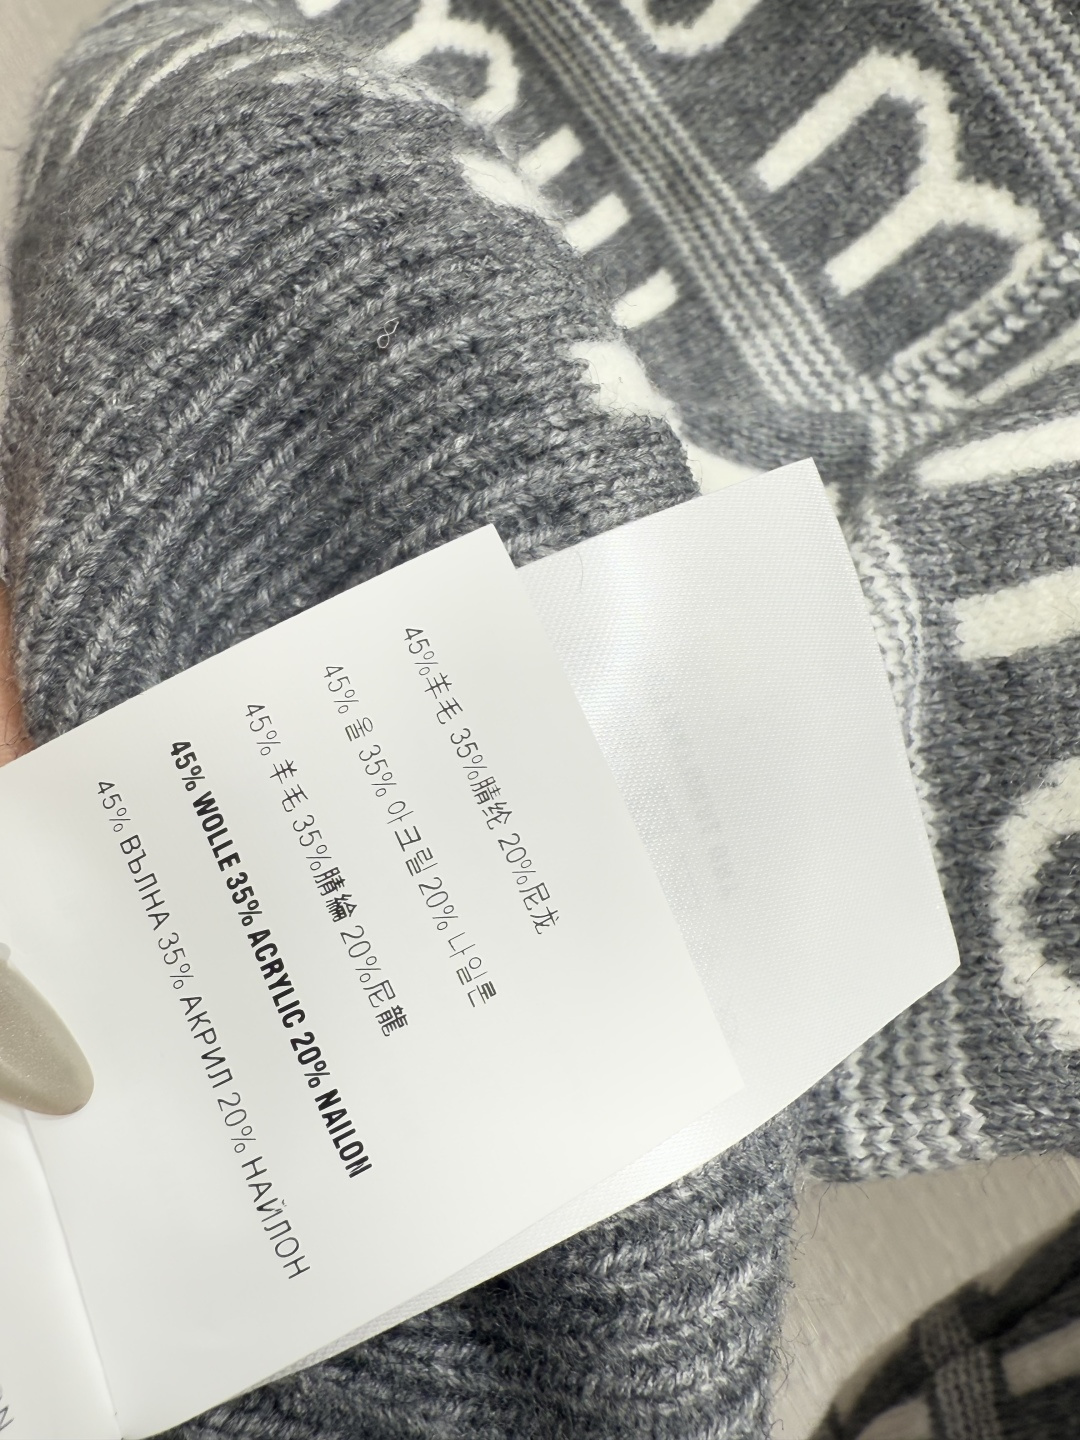 45%羊毛 35%腈纶 20%尼龙
45% 울 35% 아크릴 20% 나일론
45% 羊毛 35%腈綸 20%尼龍
45% WOLLE 35% ACRYLIC 20% NAILON
45% ВЪЛНА 35% АКРИЛ 20% НАЙЛОН